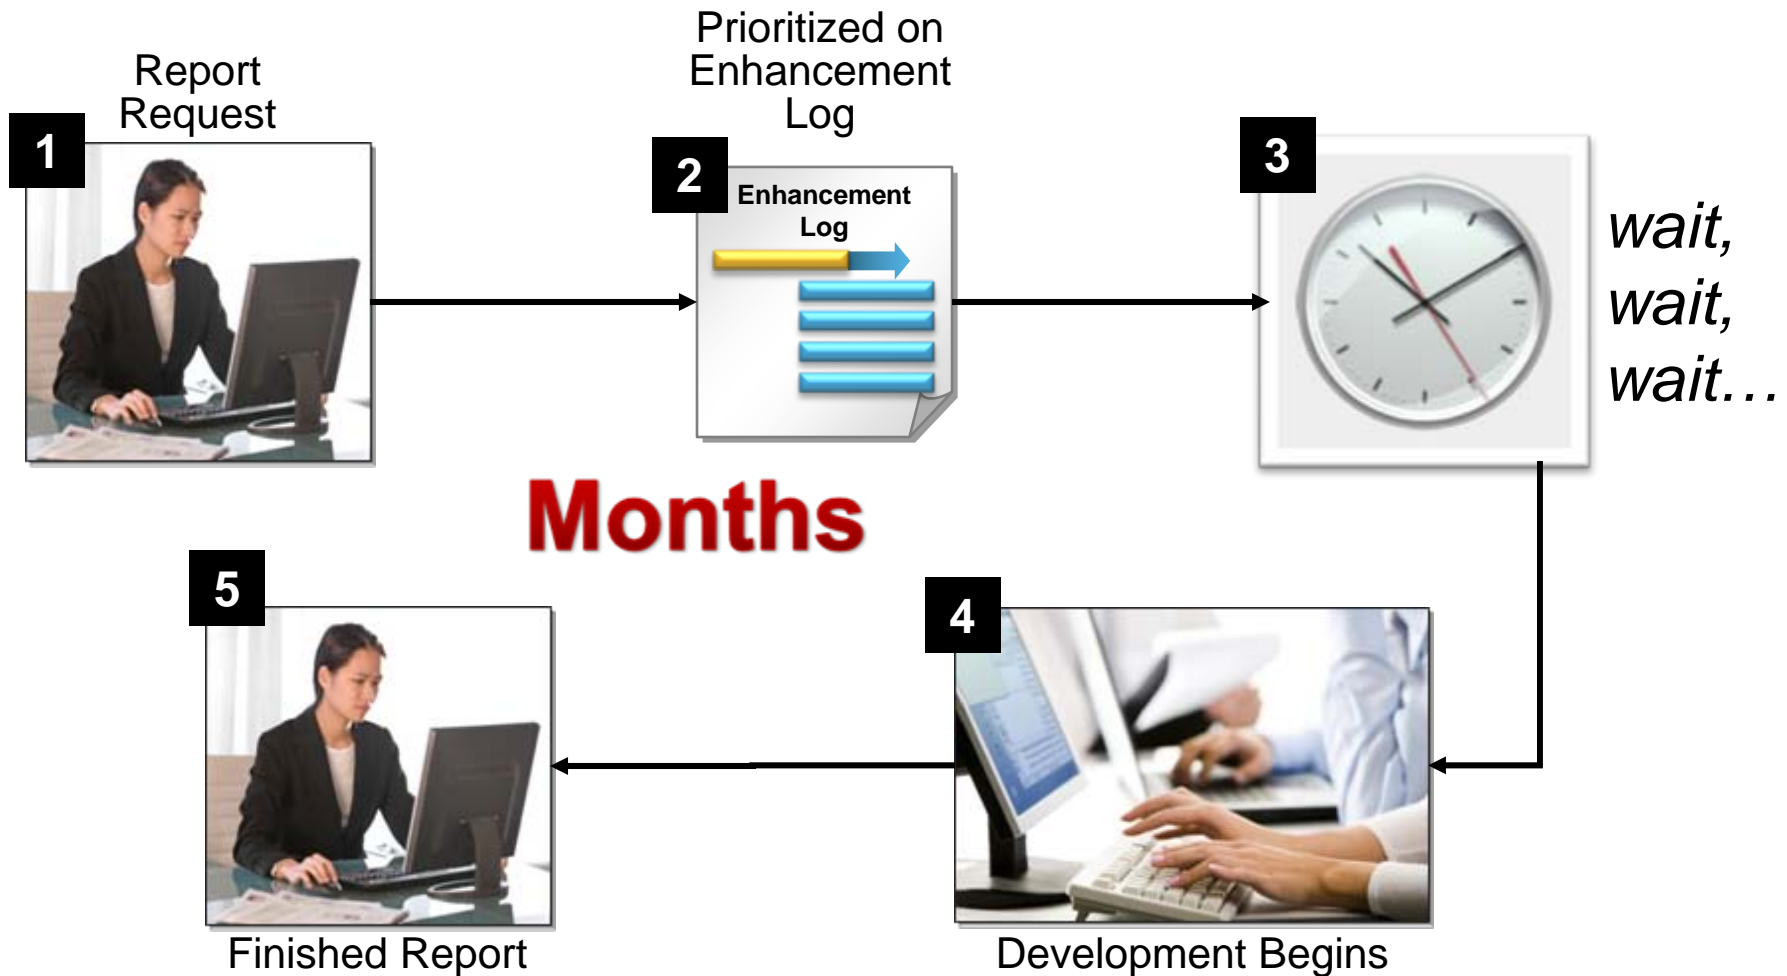 Report
Request
1
Prioritized on
Enhancement
Log
2
Enhancement
Log
3
wait,
wait,
wait…
Months
5
Finished Report
4
Development Begins